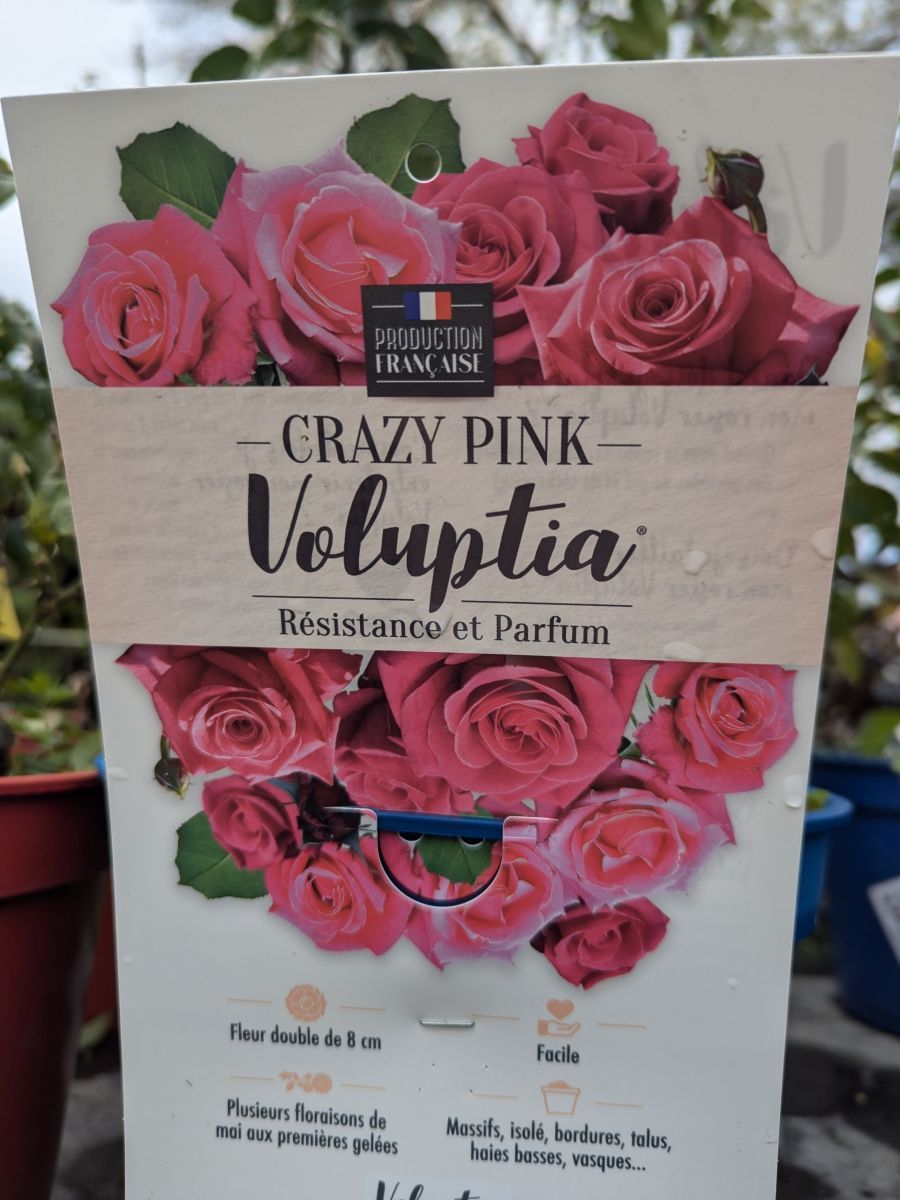 PRODUCTION
FRANÇAISE
— CRAZY PINK —
Voluptia®
Résistance et Parfum
Fleur double de 8 cm
Facile
Plusieurs floraisons de
mai aux premières gelées
Massifs, isolé, bordures, talus,
haies basses, vasques...